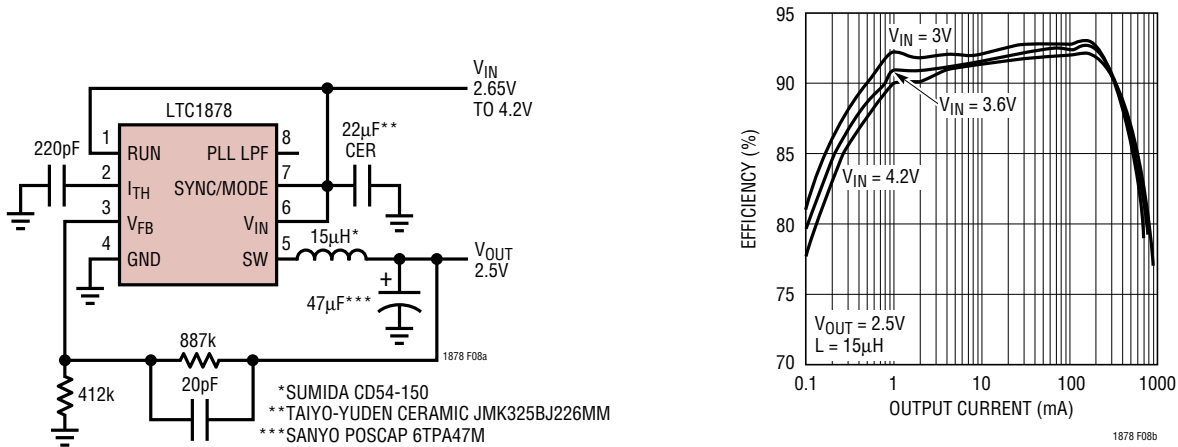 V_IN
2.65V
TO 4.2V
LTC1878
1
RUN
PLL LPF
8
22µF**
CER
220pF
2
I_TH
SYNC/MODE
7
3
V_FB
V_IN
6
4
GND
SW
5
15µH*
V_OUT
2.5V
+
47µF***
887k
1878 F08a
20pF
412k
*SUMIDA CD54-150
**TAIYO-YUDEN CERAMIC JMK325BJ226MM
***SANYO POSCAP 6TPA47M
95
90
85
80
75
70
EFFICIENCY (%)
V_IN = 3V
V_IN = 3.6V
V_IN = 4.2V
V_OUT = 2.5V
L = 15µH
0.1
1
10
100
1000
OUTPUT CURRENT (mA)
1878 F08b